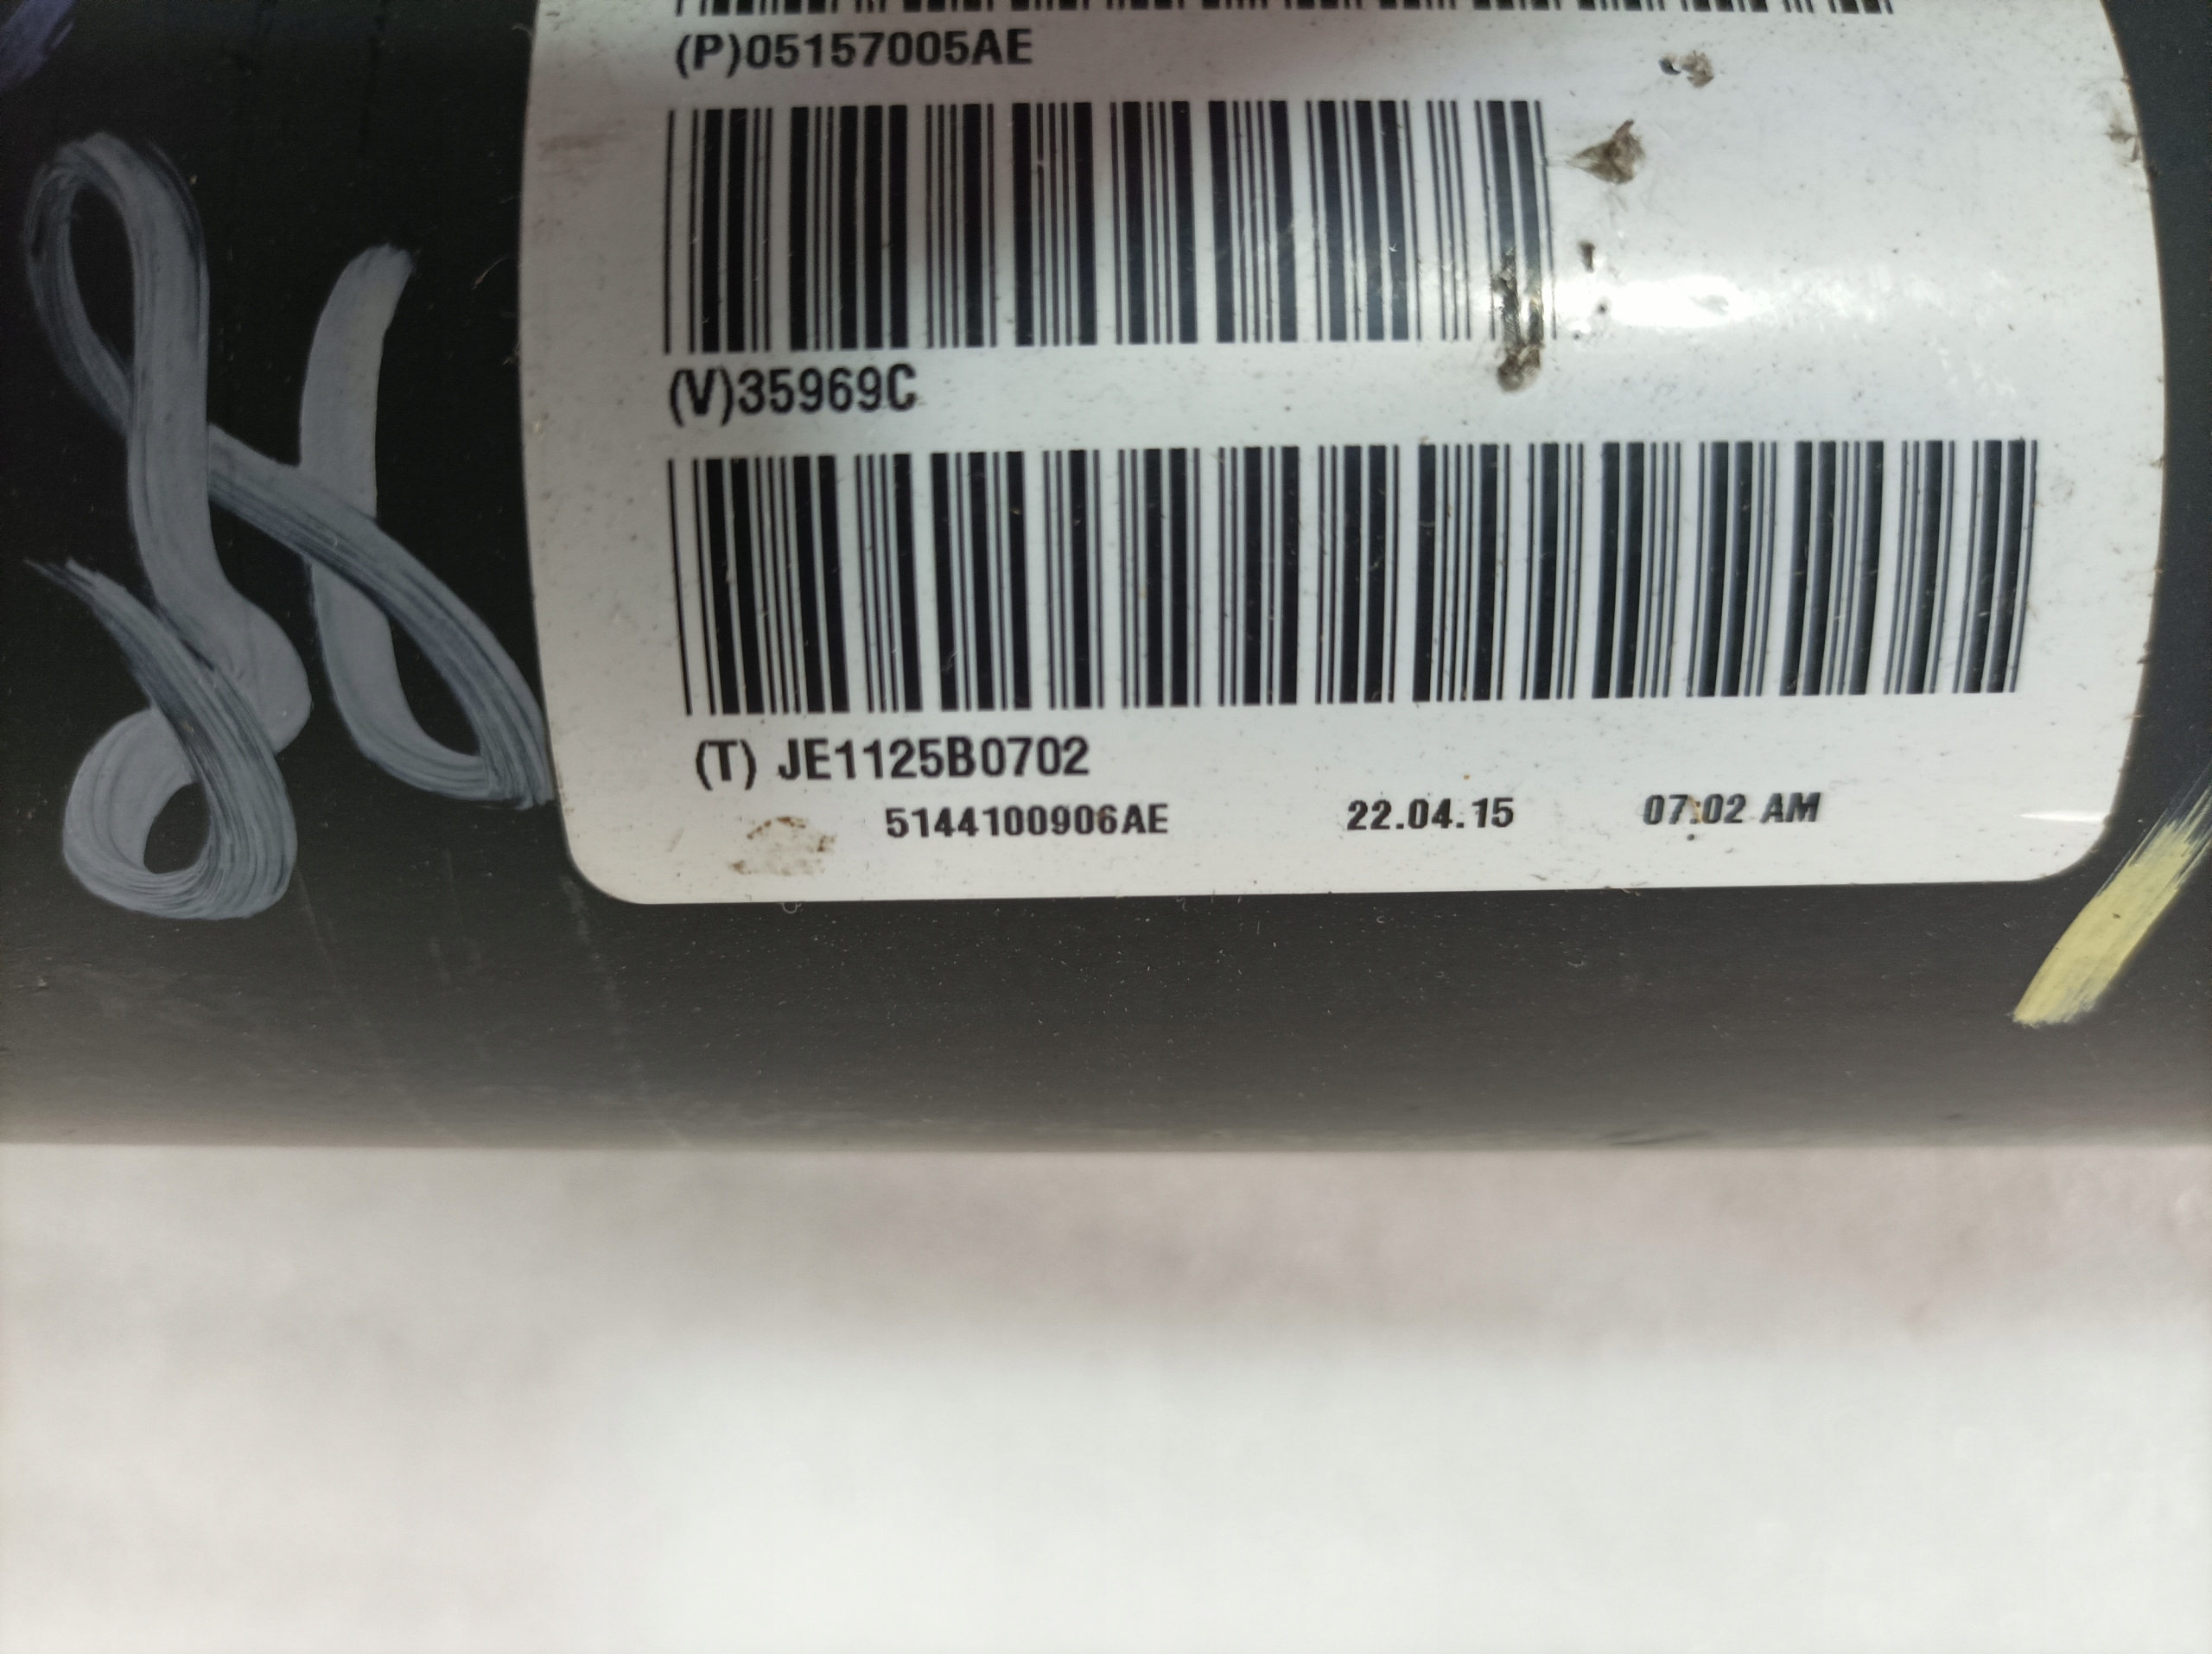 (P)05157005AE
(V)35969C
(T) JE1125B0702
5144100906AE 22.04.15 07:02 AM